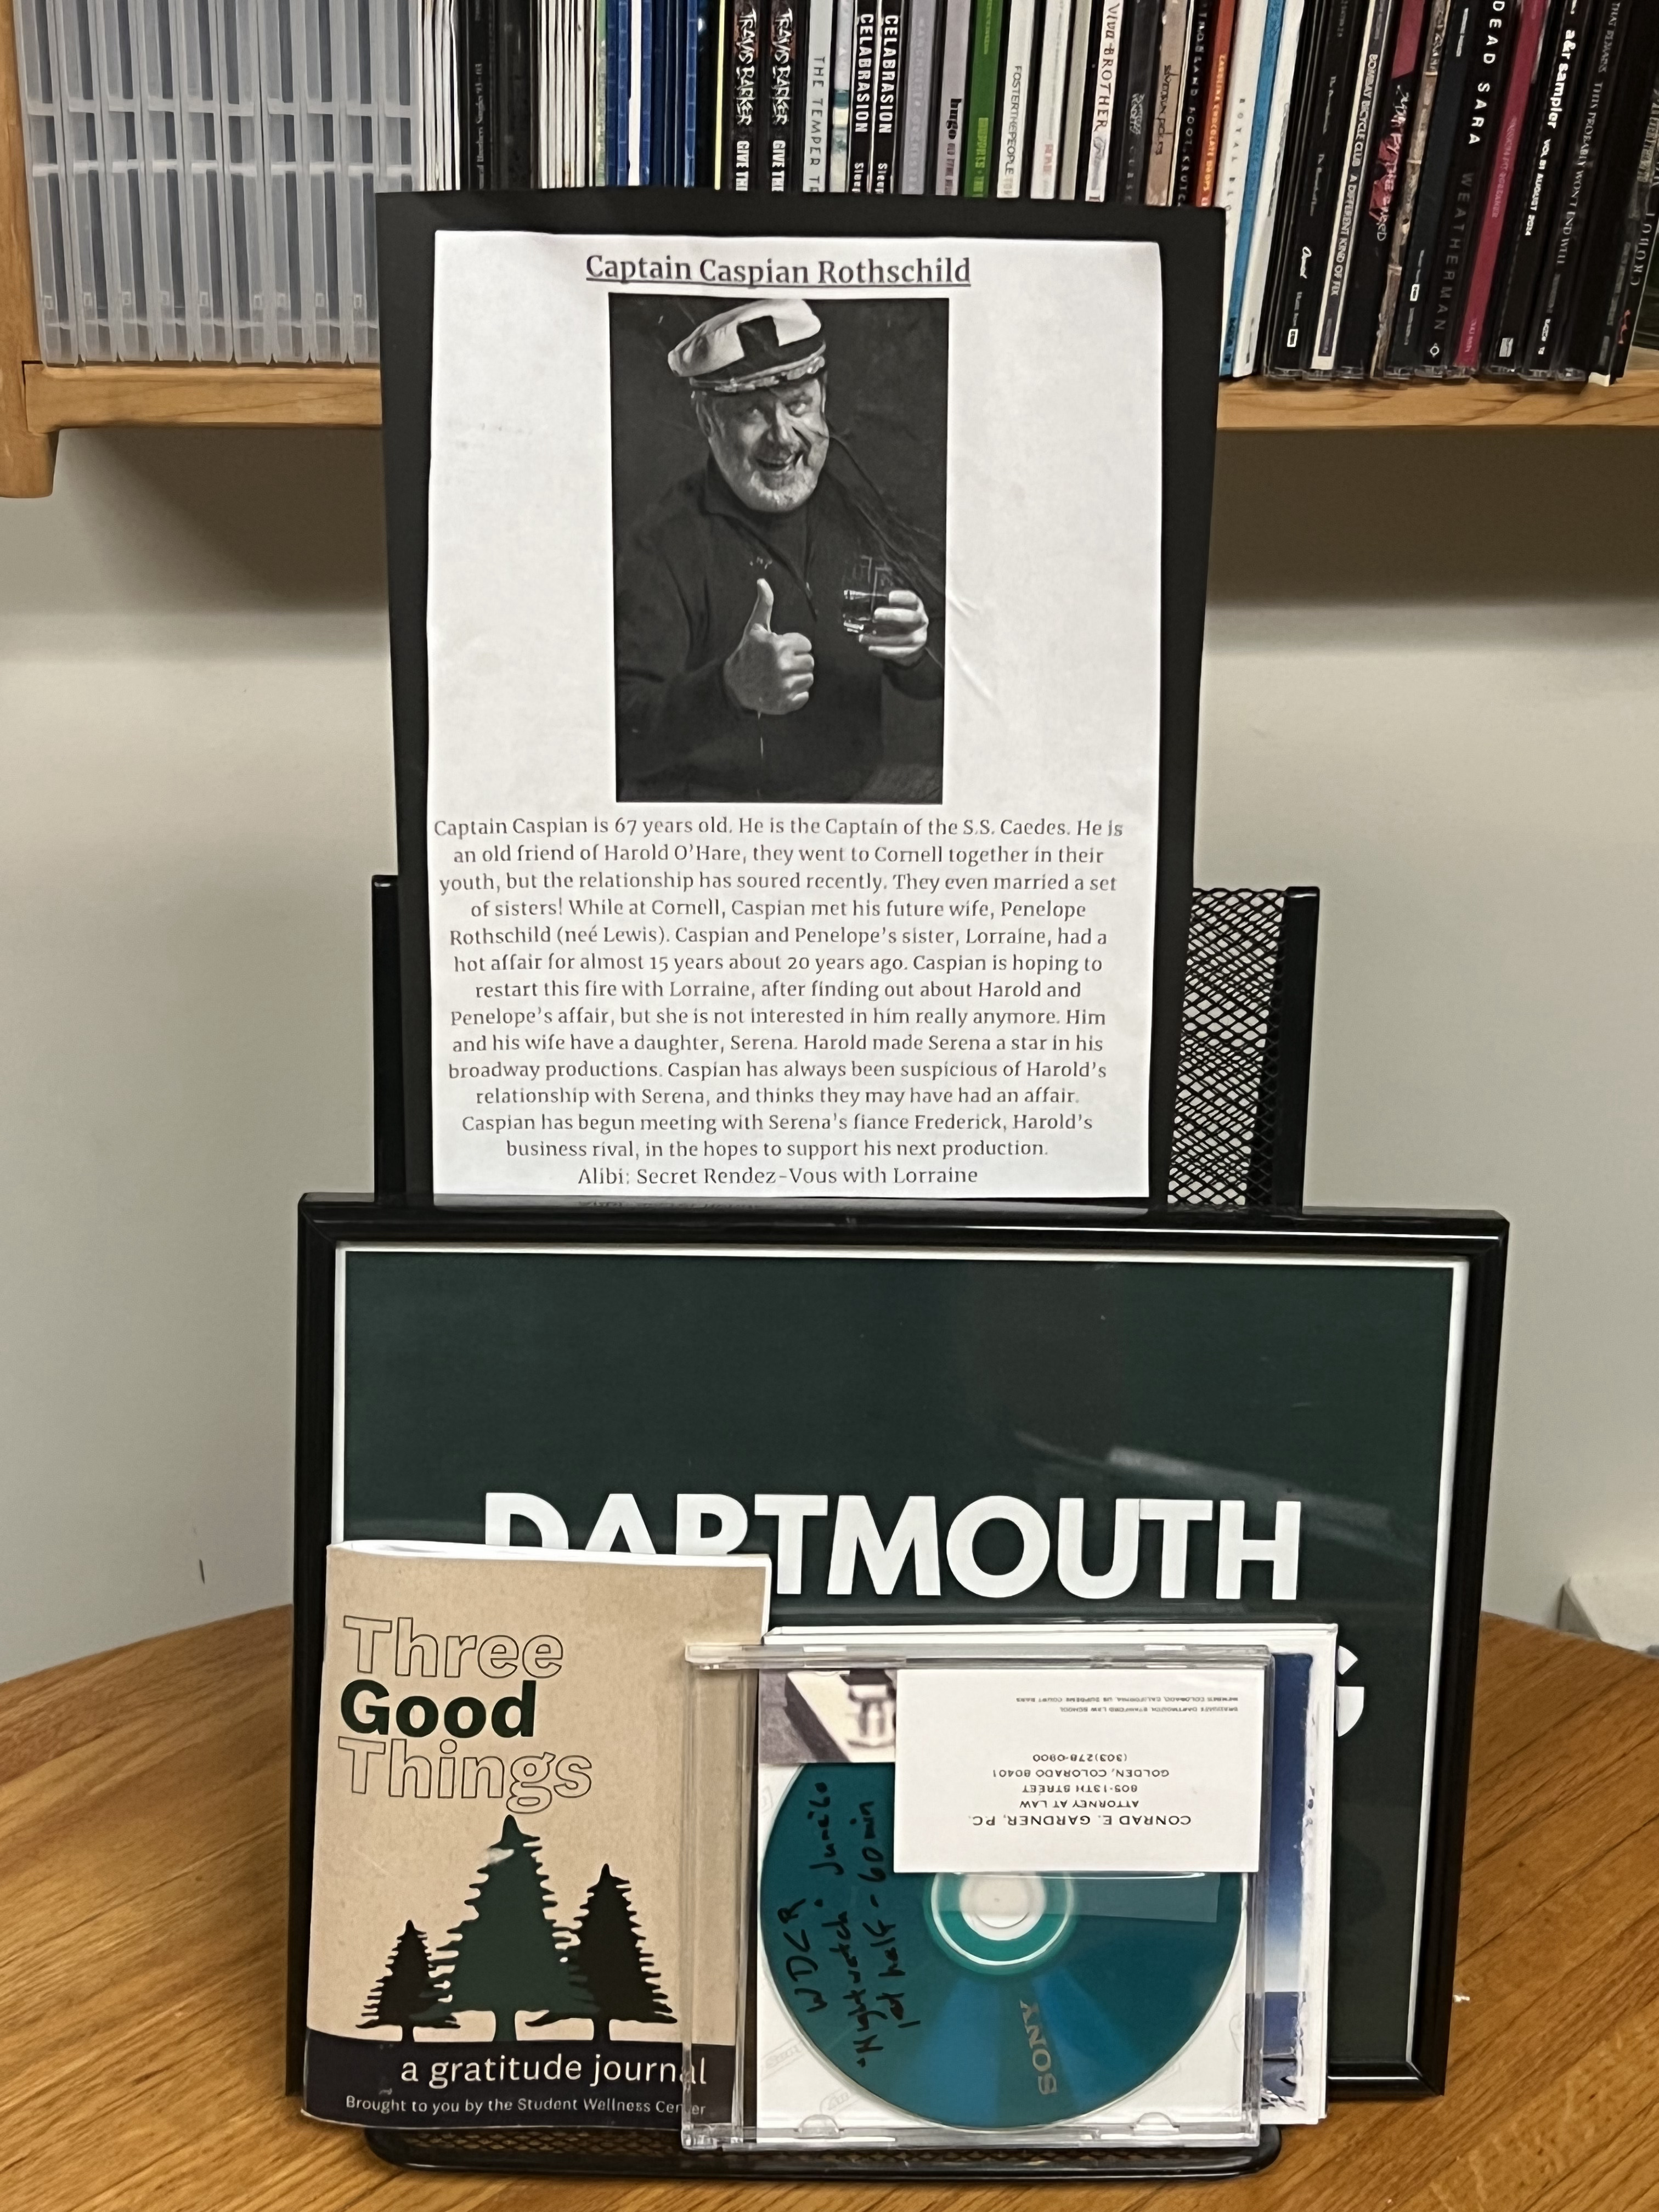 TRAVIS BARKER GIVE THE
TRAVIS BARKER GIVE THE
THE TEMPER TR
CELABRASION Sleep
CELABRASION Sleep
hugo
FOSTERTHEPEOPLE
Viva BROTHER
ROYAL
BOMBAY BICYCLE CLUB A DIFFERENT KIND OF FIX
DEAD SARA
WEATHERMAN
a&r sampler VOL 81 AUGUST 2014
THEY PROBABLY WON'T END WELL
Captain Caspian Rothschild
Captain Caspian is 67 years old. He is the Captain of the S.S. Caedes. He is
an old friend of Harold O'Hare, they went to Cornell together in their
youth, but the relationship has soured recently. They even married a set
of sisters! While at Cornell, Caspian met his future wife, Penelope
Rothschild (neé Lewis). Caspian and Penelope's sister, Lorraine, had a
hot affair for almost 15 years about 20 years ago. Caspian is hoping to
restart this fire with Lorraine, after finding out about Harold and
Penelope's affair, but she is not interested in him really anymore. Him
and his wife have a daughter, Serena. Harold made Serena a star in his
broadway productions. Caspian has always been suspicious of Harold's
relationship with Serena, and thinks they may have had an affair.
Caspian has begun meeting with Serena's fiance Frederick, Harold's
business rival, in the hopes to support his next production.
Alibi: Secret Rendez-Vous with Lorraine
DARTMOUTH
Three
Good
Things
a gratitude journal
Brought to you by the Student Wellness Center
CONRAD E. GARDNER, P.C.
ATTORNEY AT LAW
805-13TH STREET
GOLDEN, COLORADO 80401
(303)278-0900
GRADUATE DARTMOUTH, STANFORD LAW SCHOOL
MEMBER COLORADO, CALIFORNIA, US SUPREME COURT BARS
WDCR
"Nightwatch"
1st half - 60 min
SONY